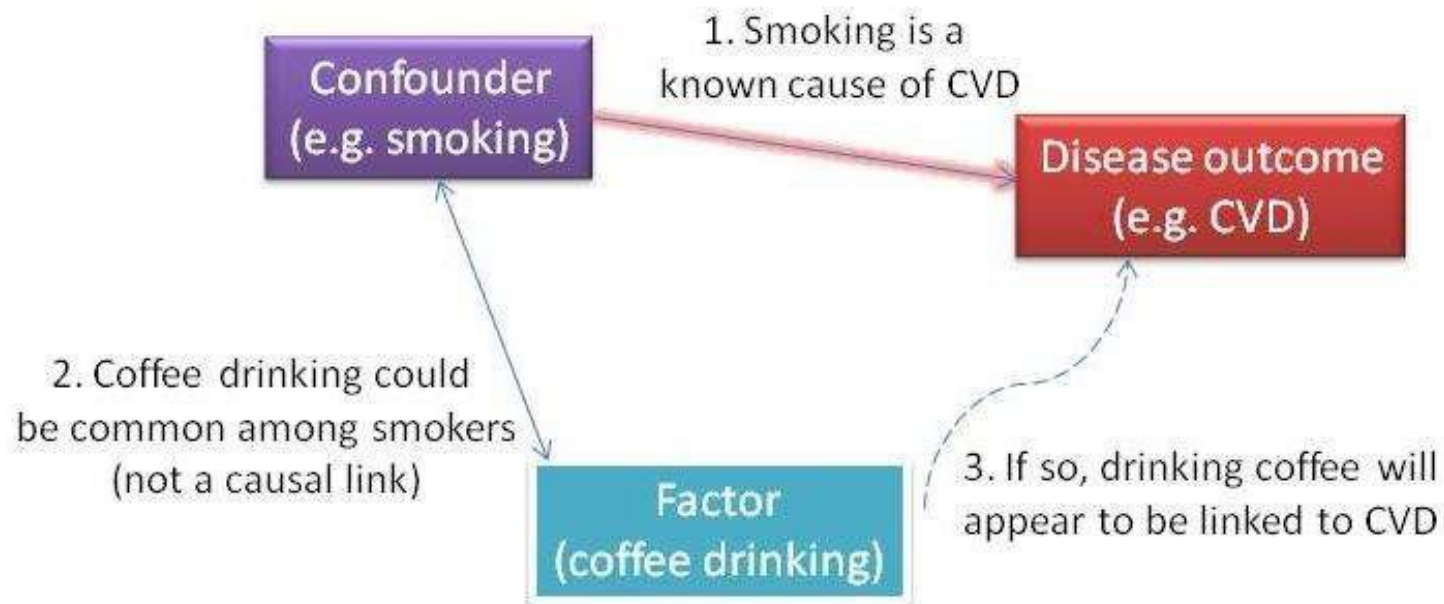 1. Smoking is a
known cause of CVD
Confounder
(e.g. smoking)
Disease outcome
(e.g. CVD)
2. Coffee drinking could
be common among smokers
(not a causal link)
Factor
(coffee drinking)
3. If so, drinking coffee will
appear to be linked to CVD